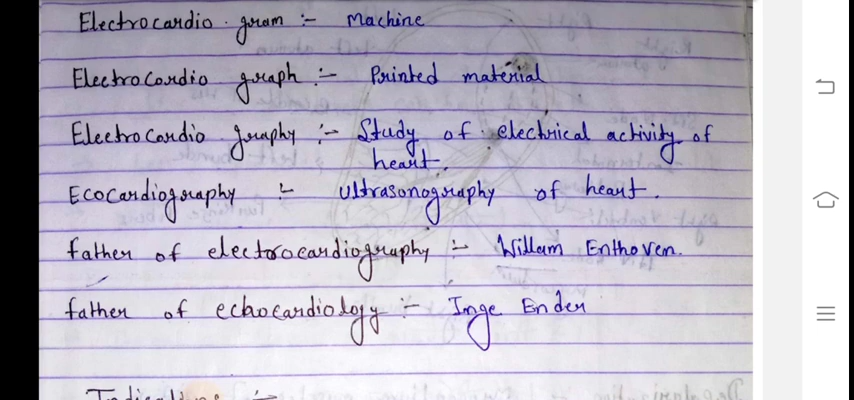 Electrocardio gram :- Machine
Electrocardio graph :- Printed material
Electrocardio graphy :- Study of electrical activity of
heart.
Ecocardiography :- Ultrasonography of heart.
father of electrocardiography :- Willam Enthoven.
father of echocardiology :- Inge Ender